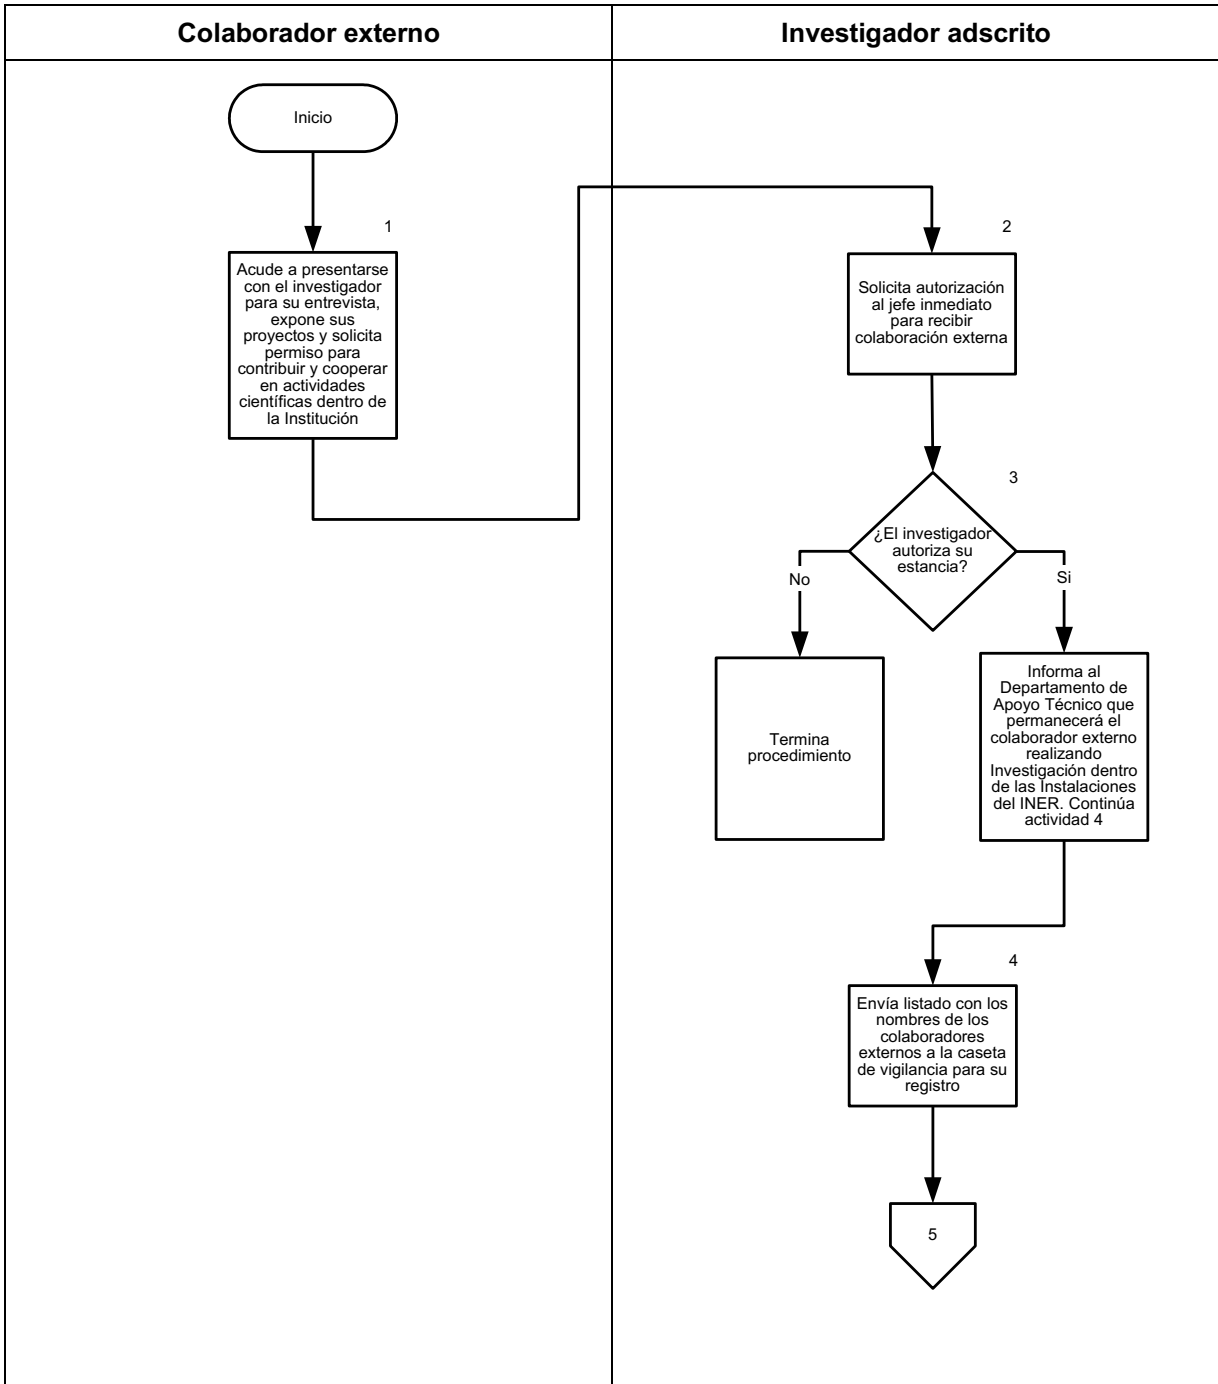 Colaborador externo
Investigador adscrito
Inicio
1
Acude a presentarse
con el investigador
para su entrevista,
expone sus
proyectos y solicita
permiso para
contribuir y cooperar
en actividades
científicas dentro de
la Institución
2
Solicita autorización
al jefe inmediato
para recibir
colaboración externa
3
¿El investigador
autoriza su
estancia?
No
Si
Termina
procedimiento
Informa al
Departamento de
Apoyo Técnico que
permanecerá el
colaborador externo
realizando
Investigación dentro
de las Instalaciones
del INER. Continúa
actividad 4
4
Envía listado con los
nombres de los
colaboradores
externos a la caseta
de vigilancia para su
registro
5